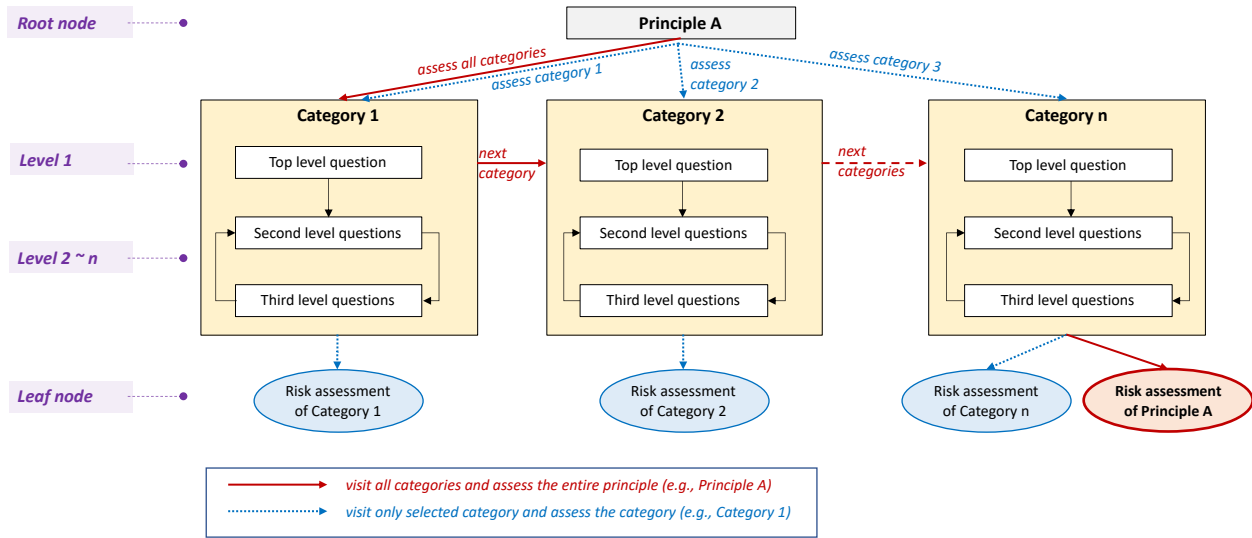 Root node
Principle A
assess all categories
assess category 1
assess
category 2
assess category 3
Category 1
Category 2
Category n
Level 1
Top level question
next
category
Top level question
next
categories
Top level question
Second level questions
Second level questions
Second level questions
Level 2 ~ n
Third level questions
Third level questions
Third level questions
Leaf node
Risk assessment
of Category 1
Risk assessment
of Category 2
Risk assessment
of Category n
Risk assessment
of Principle A
visit all categories and assess the entire principle (e.g., Principle A)
visit only selected category and assess the category (e.g., Category 1)